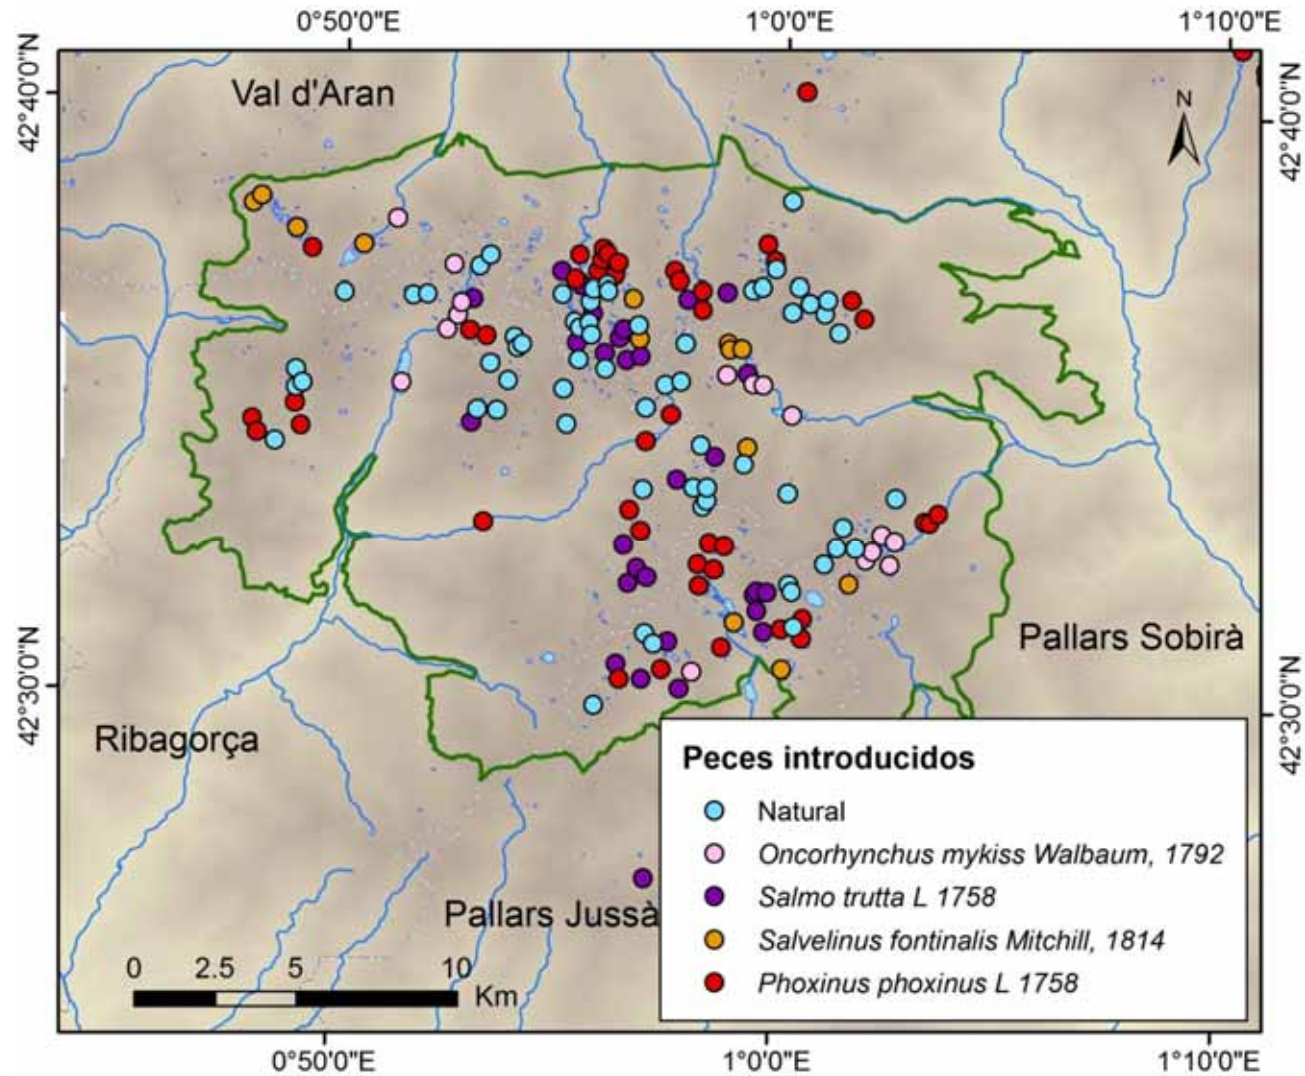 0°50'0"E
1°0'0"E
1°10'0"E
42°40'0"N
42°40'0"N
Val d'Aran
N
Pallars Sobirà
42°30'0"N
42°30'0"N
Ribagorça
Pallars Jussà
Peces introducidos
Natural
Oncorhynchus mykiss Walbaum, 1792
Salmo trutta L 1758
Salvelinus fontinalis Mitchill, 1814
Phoxinus phoxinus L 1758
0 2.5 5 10
Km
0°50'0"E
1°0'0"E
1°10'0"E